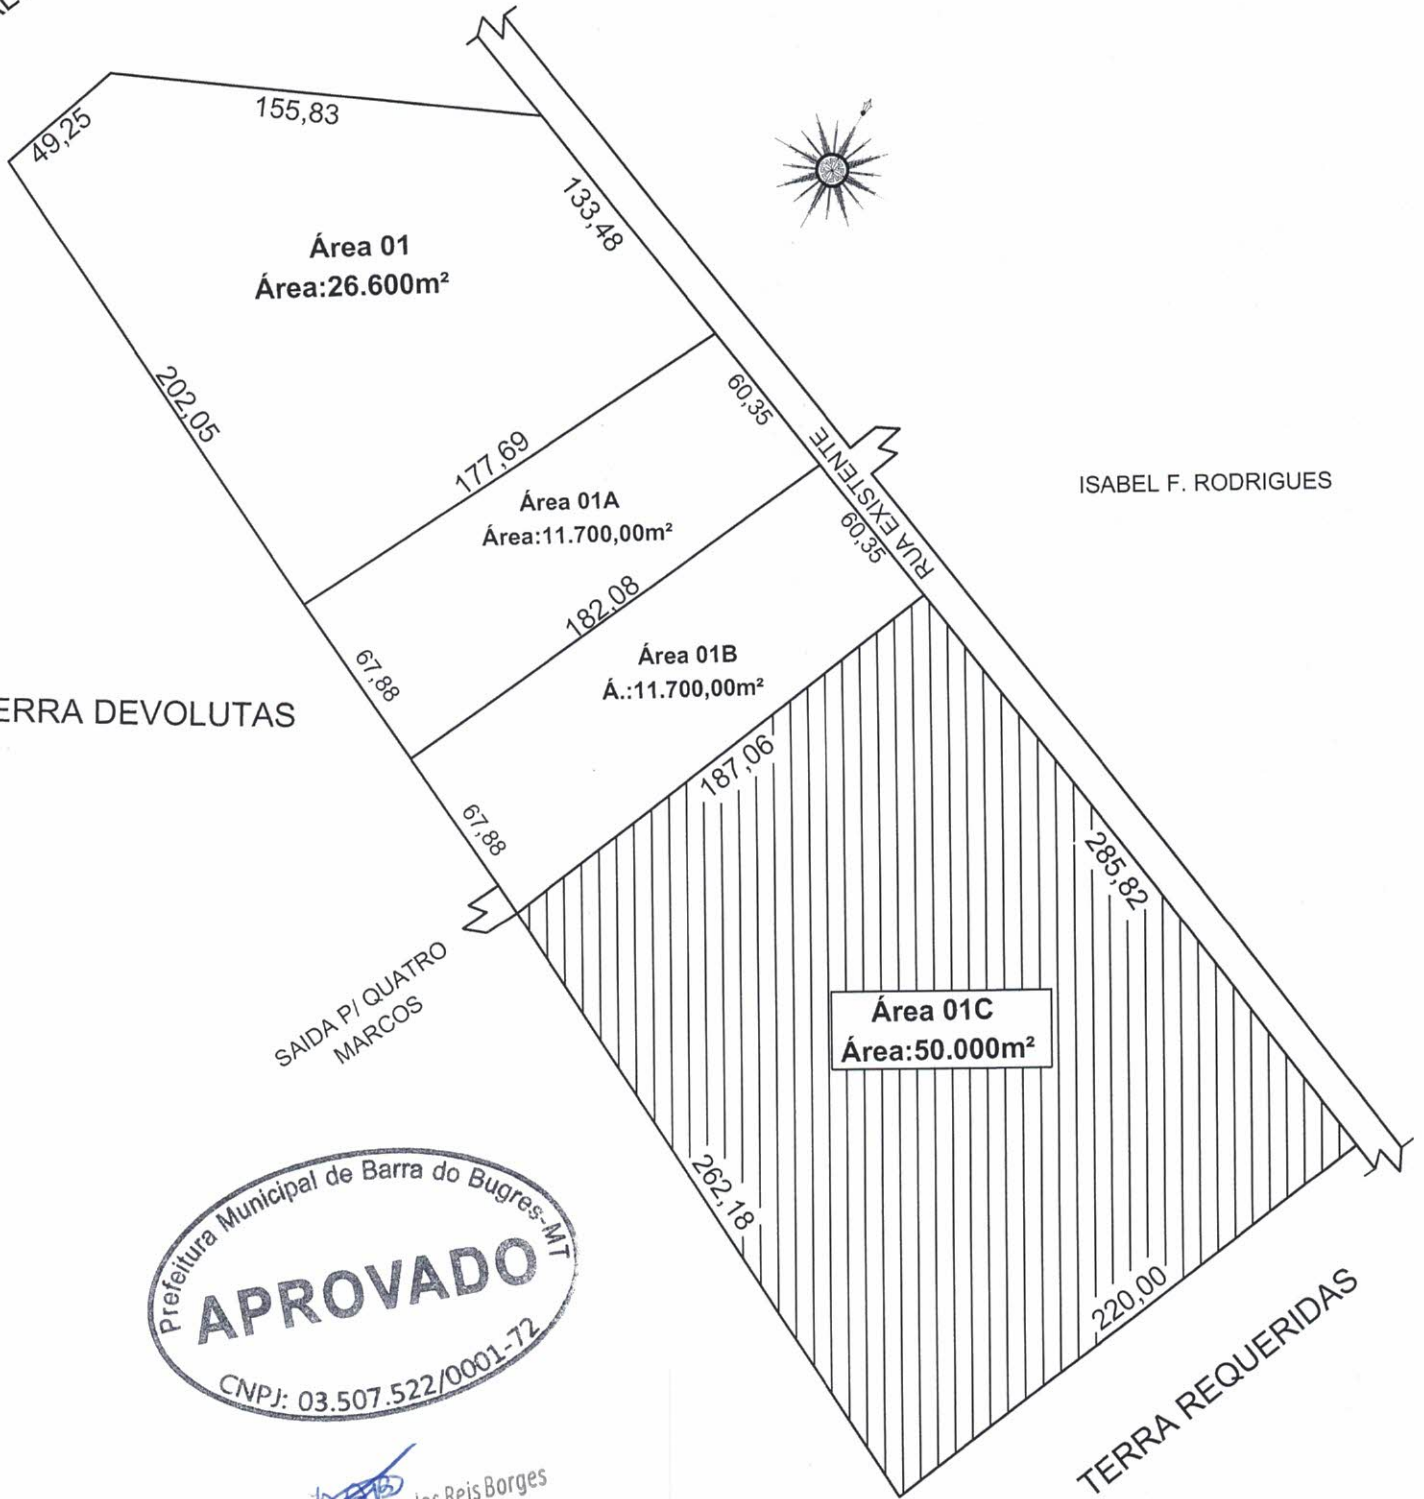 155,83
49,25
133,48
Área 01
Área:26.600m²
202,05
60,35
177,69
RUA EXISTENTE
ISABEL F. RODRIGUES
Área 01A
Área:11.700,00m²
60,35
182,08
67,88
Área 01B
Á.:11.700,00m²
ERRA DEVOLUTAS
187,06
67,88
285,82
SAIDA P/ QUATRO
MARCOS
Área 01C
Área:50.000m²
262,18
220,00
TERRA REQUERIDAS
Prefeitura Municipal de Barra do Bugres-MT
APROVADO
CNPJ: 03.507.522/0001-72
Reis Borges